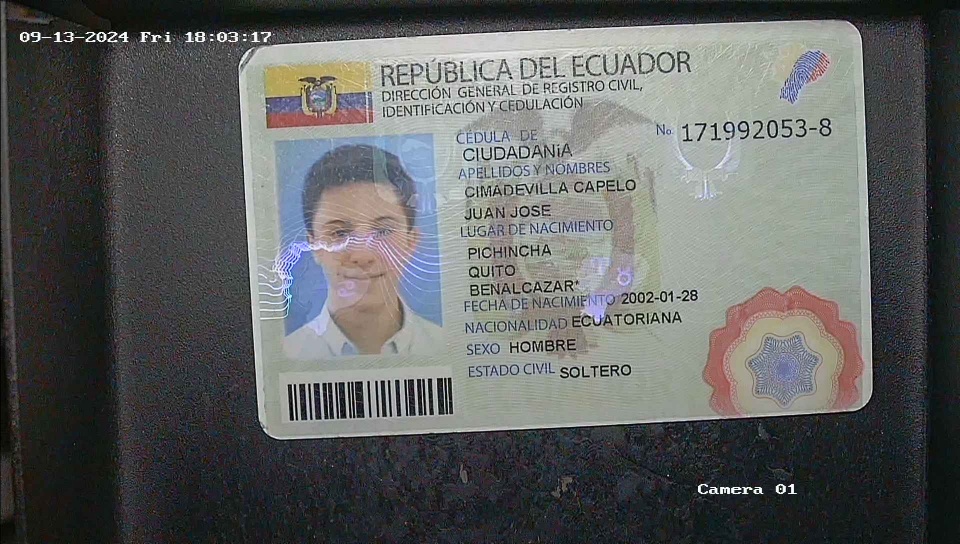 09-13-2024 Fri 18:03:17
REPÚBLICA DEL ECUADOR
DIRECCIÓN GENERAL DE REGISTRO CIVIL,
IDENTIFICACIÓN Y CEDULACIÓN
CÉDULA DE
No. 171992053-8
CIUDADANíA
APELLIDOS Y NOMBRES
CIMADEVILLA CAPELO
JUAN JOSE
LUGAR DE NACIMIENTO
PICHINCHA
QUITO
BENALCAZAR*
FECHA DE NACIMIENTO 2002-01-28
NACIONALIDAD ECUATORIANA
SEXO HOMBRE
ESTADO CIVIL SOLTERO
Camera 01